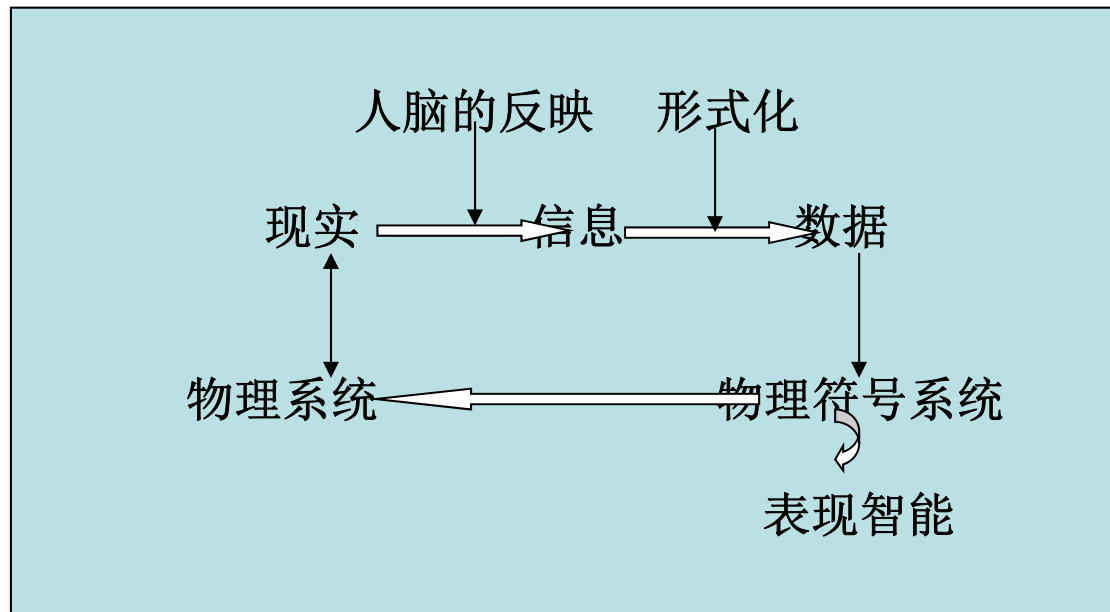 人脑的反映 形式化
现实 信息 数据
物理系统 物理符号系统
表现智能